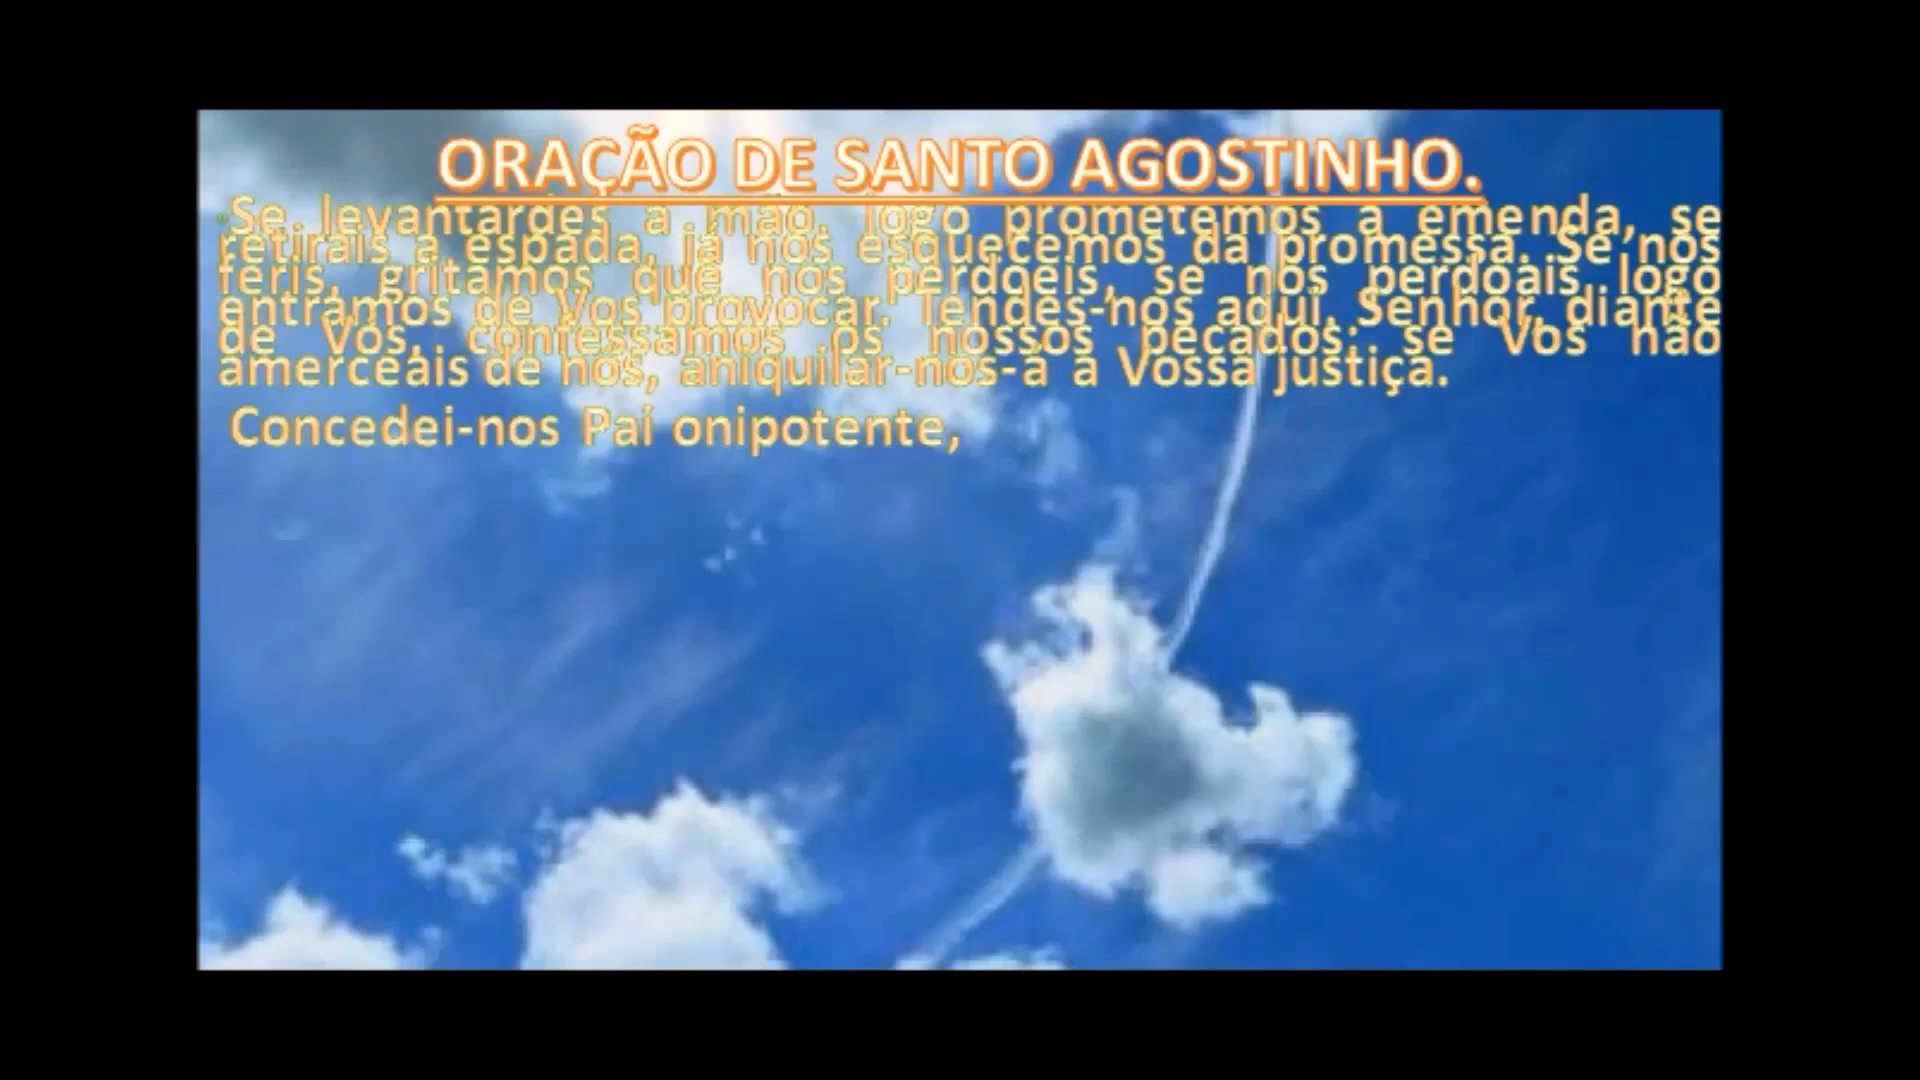 ORAÇÃO DE SANTO AGOSTINHO.
Se levantardes a mão, logo prometemos a emenda, se
retirais a espada, já nos esquecemos da promessa. Se nos
feris, gritamos que nos perdoeis, se nos perdoais logo
entramos de Vos provocar. Tendes-nos aqui, Senhor, diante
de Vós, confessamos os nossos pecados; se Vos não
amerceais de nós, aniquilar-nos-á a Vossa justiça.
Concedei-nos Pai onipotente,